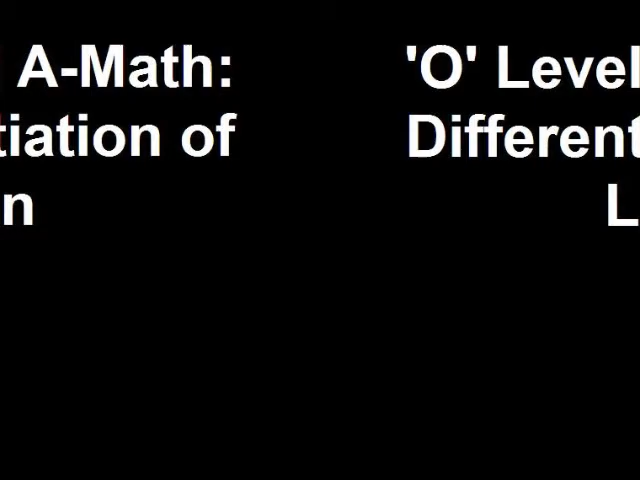 A-Math: 'O' Level
tiation of Different
n L